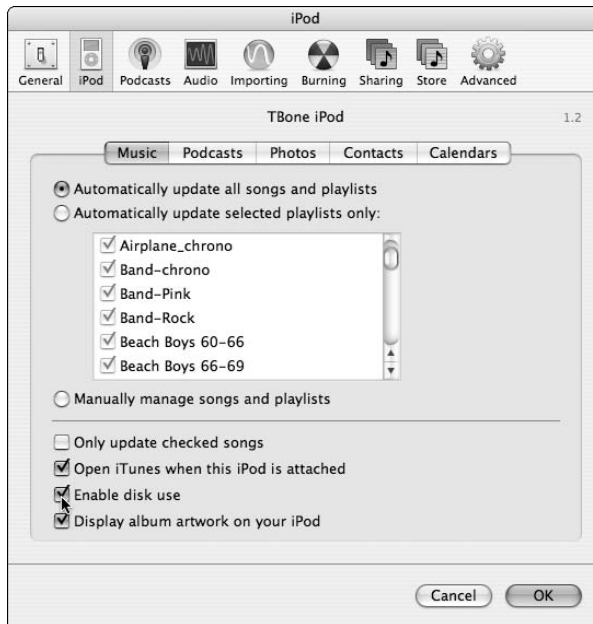 iPod
General iPod Podcasts Audio Importing Burning Sharing Store Advanced
TBone iPod 1.2
Music Podcasts Photos Contacts Calendars
Automatically update all songs and playlists
Automatically update selected playlists only:
Airplane_chrono
Band-chrono
Band-Pink
Band-Rock
Beach Boys 60-66
Beach Boys 66-69
Manually manage songs and playlists
Only update checked songs
Open iTunes when this iPod is attached
Enable disk use
Display album artwork on your iPod
Cancel OK